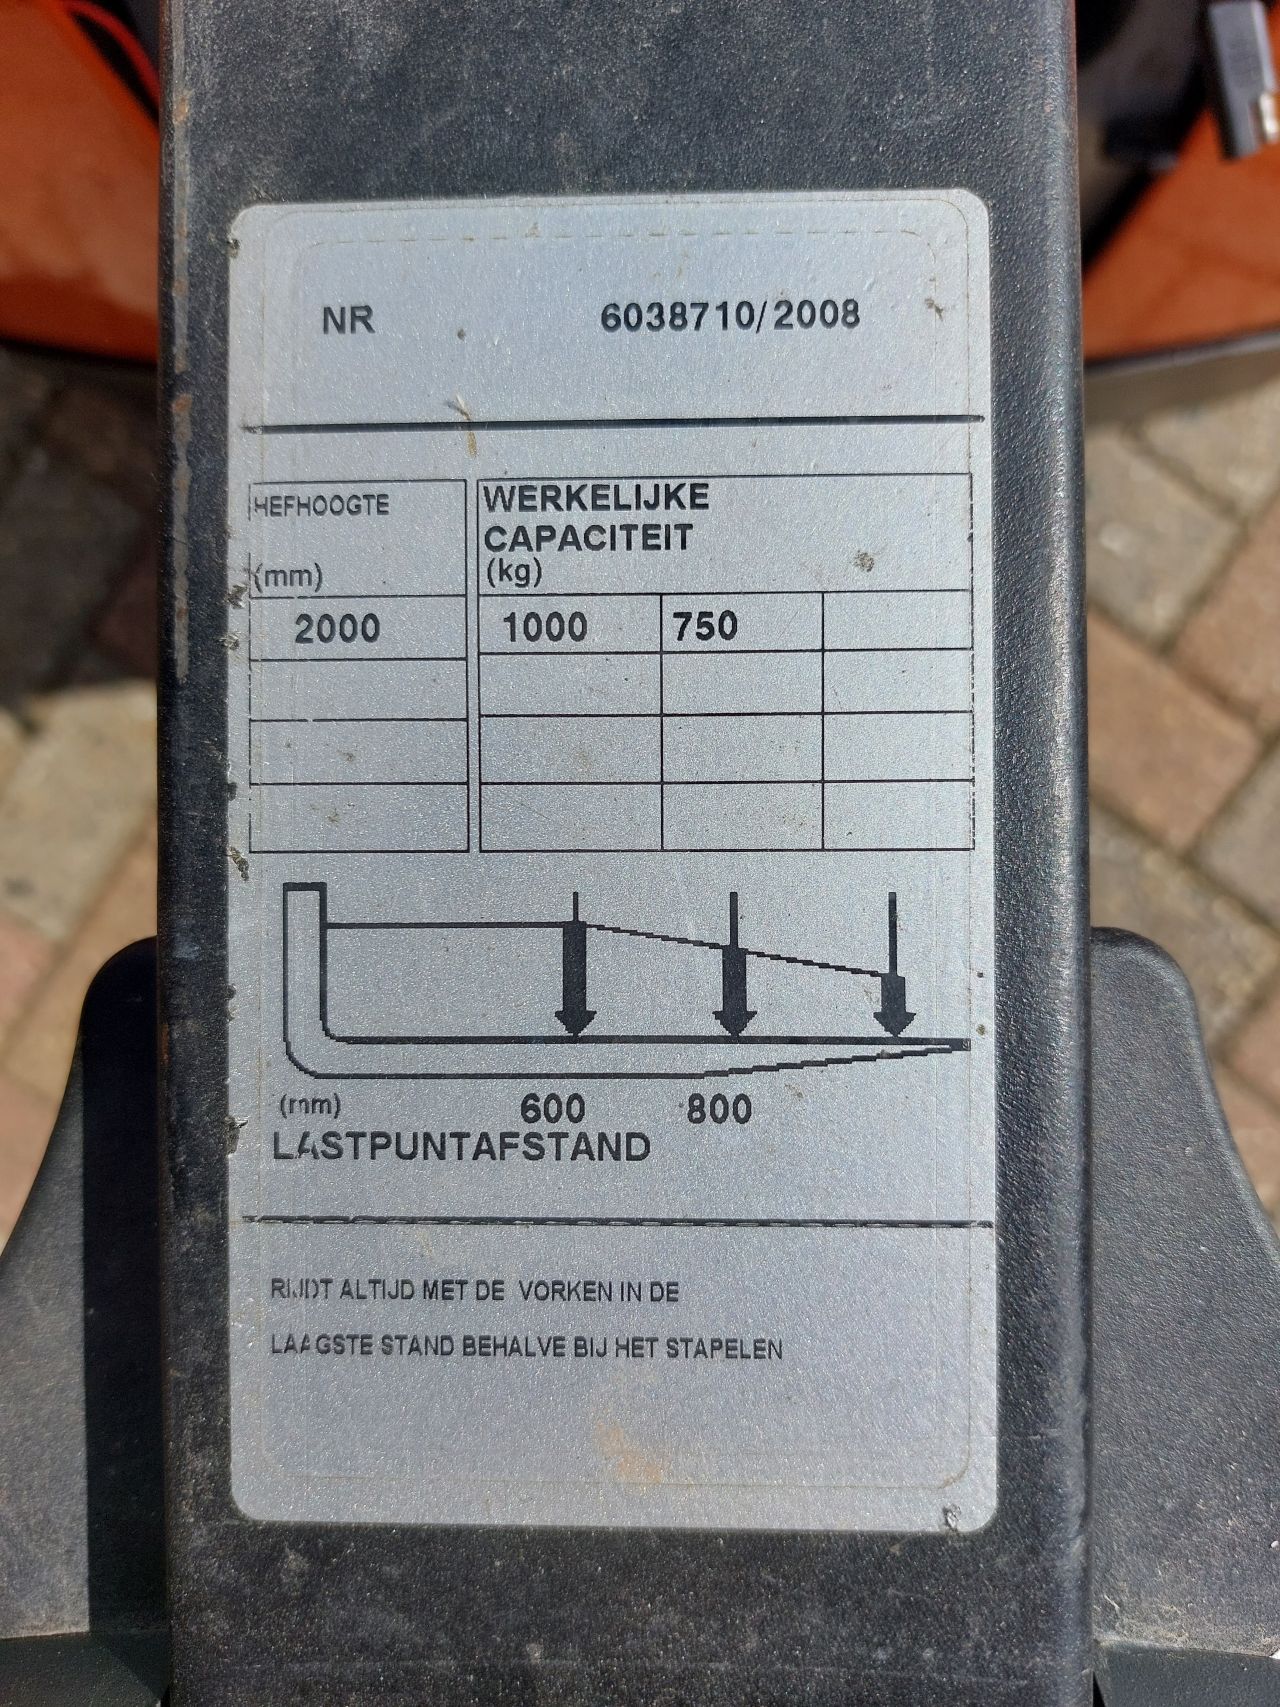 NR 6038710/2008
HEFHOOGTE
(mm)
WERKELIJKE
CAPACITEIT
(kg)
2000 1000 750
(mm) 600 800
LASTPUNTAFSTAND
RIJDT ALTIJD MET DE VORKEN IN DE
LAAGSTE STAND BEHALVE BIJ HET STAPELEN